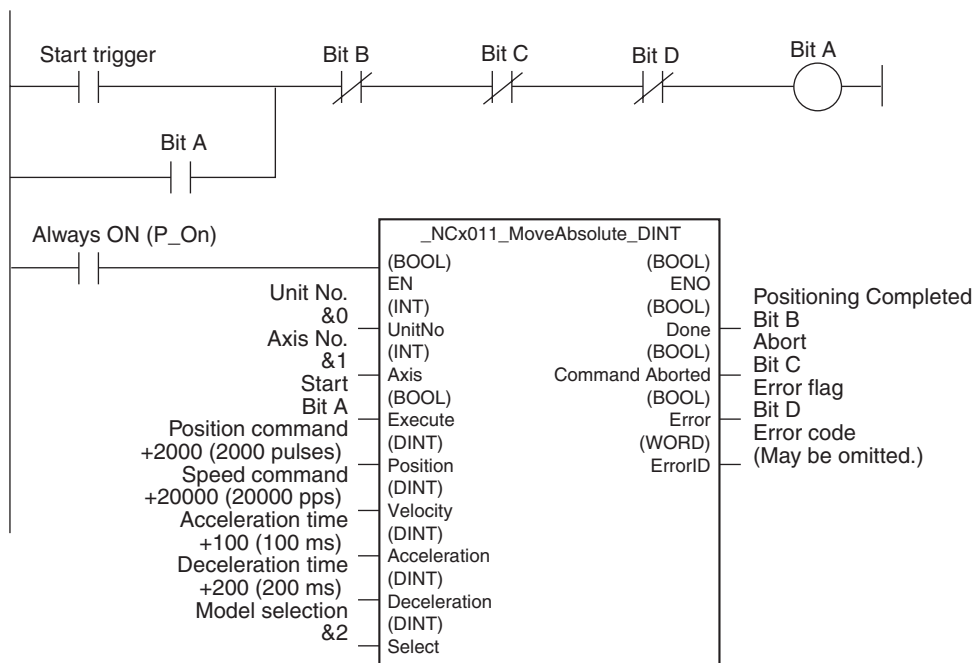 Start trigger
Bit B
Bit C
Bit D
Bit A
Bit A
Always ON (P_On)
_NCx011_MoveAbsolute_DINT
(BOOL)
EN
(BOOL)
ENO
Unit No.
&0
(INT)
UnitNo
(BOOL)
Done
Positioning Completed
Bit B
Axis No.
&1
(INT)
Axis
(BOOL)
Command Aborted
Abort
Bit C
Start
Bit A
(BOOL)
Execute
(BOOL)
Error
Error flag
Bit D
Position command
+2000 (2000 pulses)
(DINT)
Position
(WORD)
ErrorID
Error code
(May be omitted.)
Speed command
+20000 (20000 pps)
(DINT)
Velocity
Acceleration time
+100 (100 ms)
(DINT)
Acceleration
Deceleration time
+200 (200 ms)
(DINT)
Deceleration
Model selection
&2
(DINT)
Select